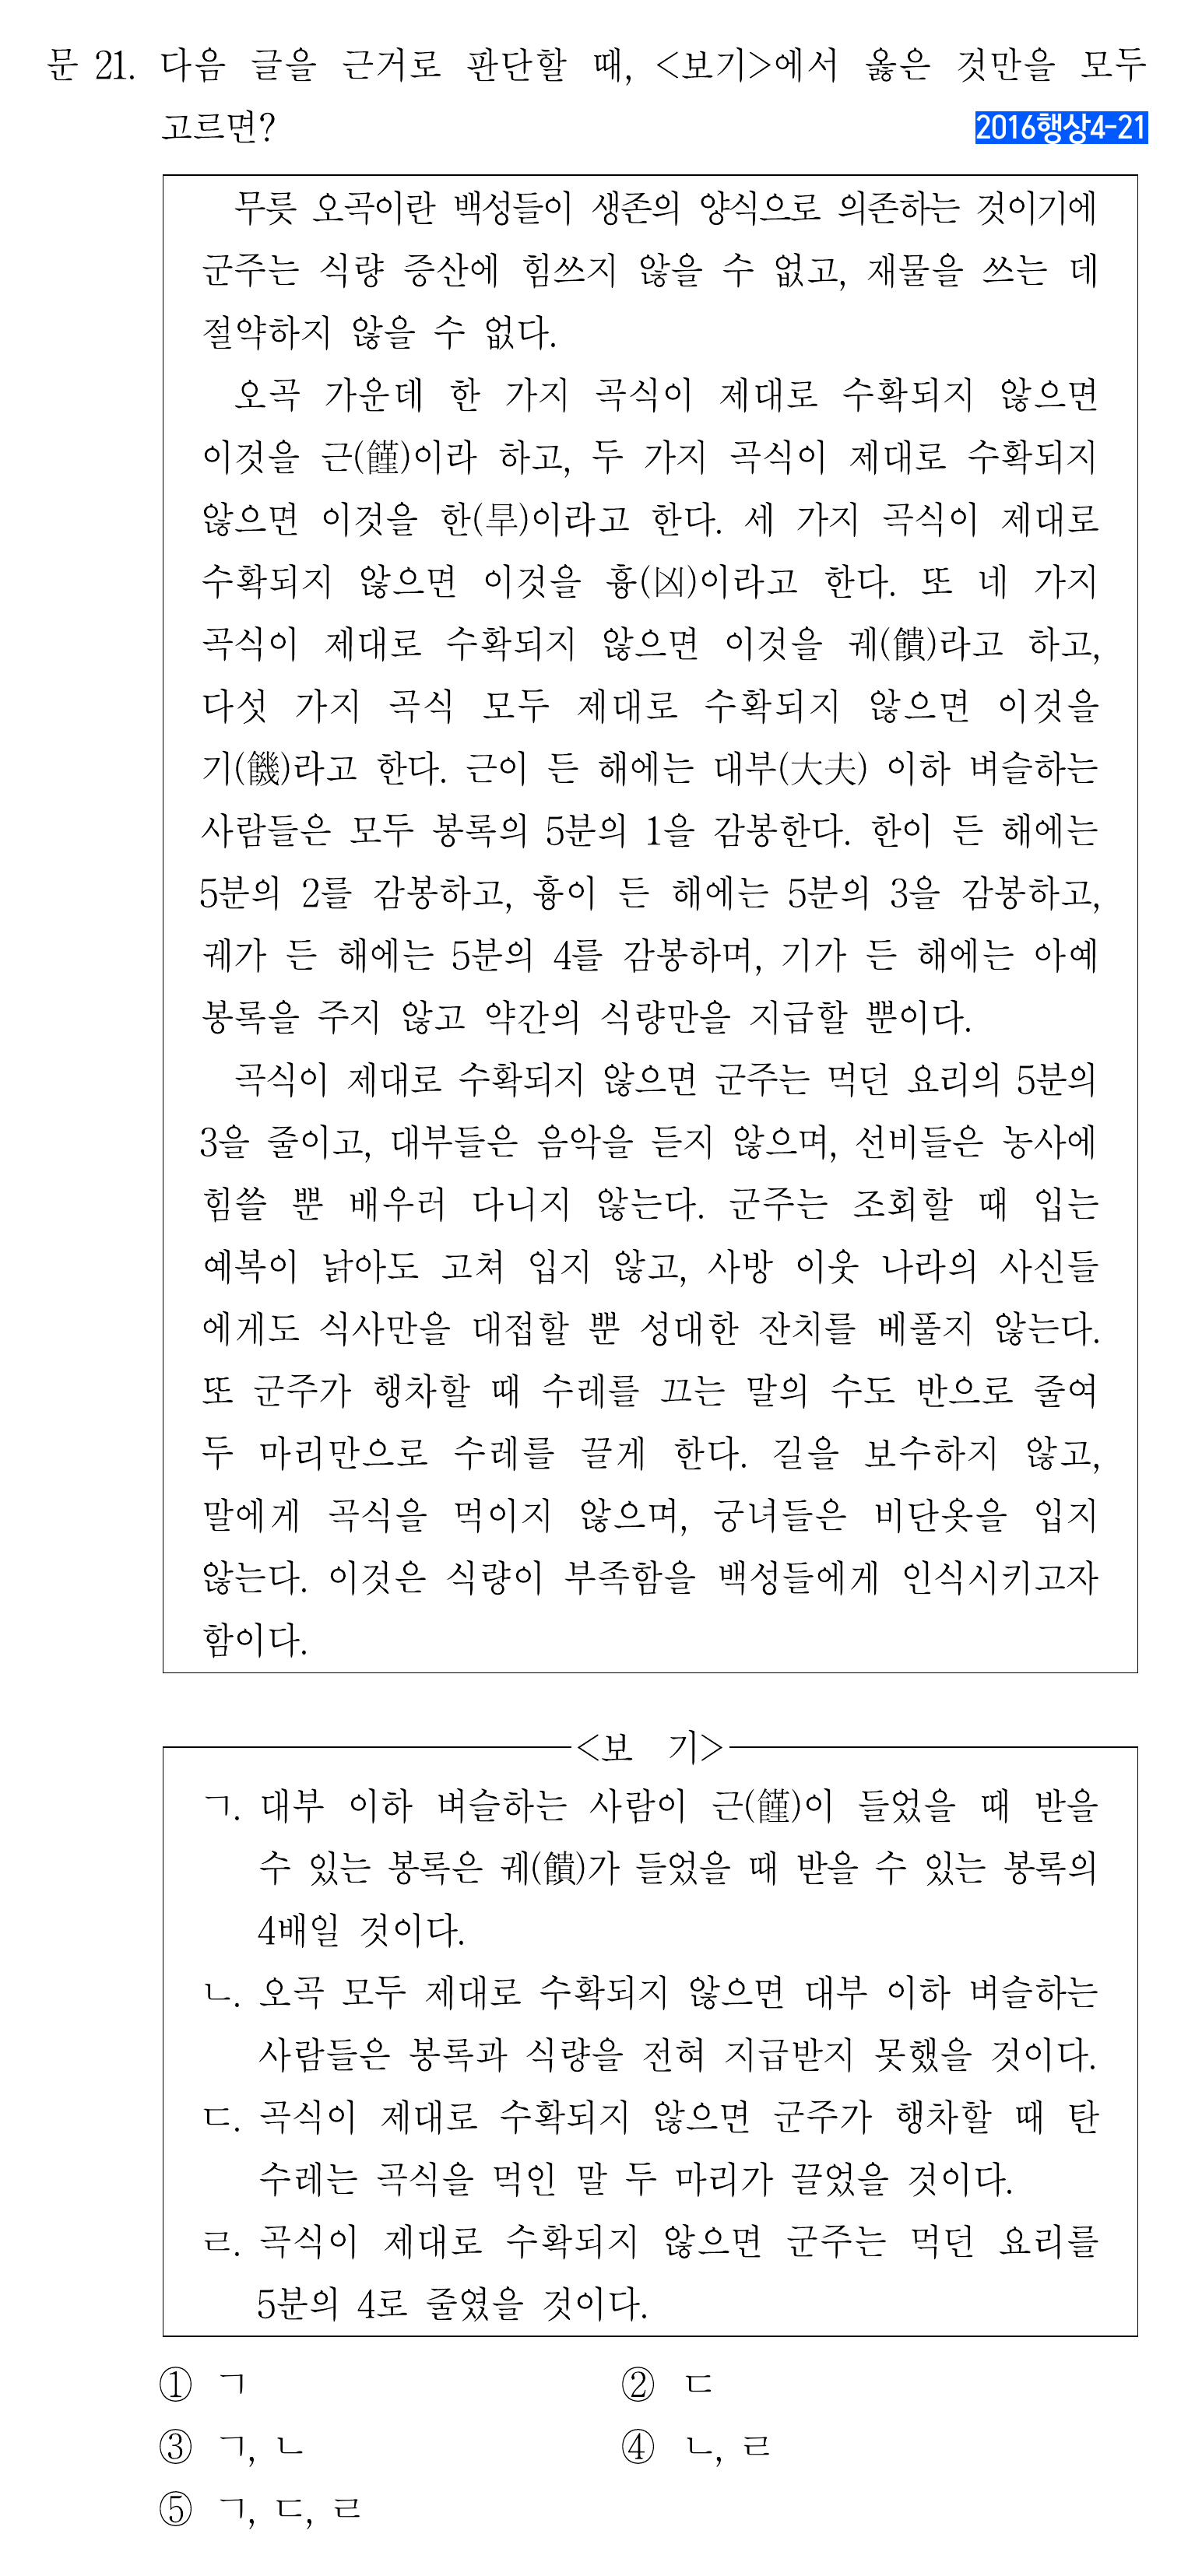 문 21. 다음 글을 근거로 판단할 때, <보기>에서 옳은 것만을 모두
고르면?
2016행상4-21
무릇 오곡이란 백성들이 생존의 양식으로 의존하는 것이기에
군주는 식량 증산에 힘쓰지 않을 수 없고, 재물을 쓰는 데
절약하지 않을 수 없다.
오곡 가운데 한 가지 곡식이 제대로 수확되지 않으면
이것을 근(饉)이라 하고, 두 가지 곡식이 제대로 수확되지
않으면 이것을 한(旱)이라고 한다. 세 가지 곡식이 제대로
수확되지 않으면 이것을 흉(凶)이라고 한다. 또 네 가지
곡식이 제대로 수확되지 않으면 이것을 궤(饋)라고 하고,
다섯 가지 곡식 모두 제대로 수확되지 않으면 이것을
기(饑)라고 한다. 근이 든 해에는 대부(大夫) 이하 벼슬하는
사람들은 모두 봉록의 5분의 1을 감봉한다. 한이 든 해에는
5분의 2를 감봉하고, 흉이 든 해에는 5분의 3을 감봉하고,
궤가 든 해에는 5분의 4를 감봉하며, 기가 든 해에는 아예
봉록을 주지 않고 약간의 식량만을 지급할 뿐이다.
곡식이 제대로 수확되지 않으면 군주는 먹던 요리의 5분의
3을 줄이고, 대부들은 음악을 듣지 않으며, 선비들은 농사에
힘쓸 뿐 배우러 다니지 않는다. 군주는 조회할 때 입는
예복이 낡아도 고쳐 입지 않고, 사방 이웃 나라의 사신들
에게도 식사만을 대접할 뿐 성대한 잔치를 베풀지 않는다.
또 군주가 행차할 때 수레를 끄는 말의 수도 반으로 줄여
두 마리만으로 수레를 끌게 한다. 길을 보수하지 않고,
말에게 곡식을 먹이지 않으며, 궁녀들은 비단옷을 입지
않는다. 이것은 식량이 부족함을 백성들에게 인식시키고자
함이다.
<보 기>
ㄱ. 대부 이하 벼슬하는 사람이 근(饉)이 들었을 때 받을
수 있는 봉록은 궤(饋)가 들었을 때 받을 수 있는 봉록의
4배일 것이다.
ㄴ. 오곡 모두 제대로 수확되지 않으면 대부 이하 벼슬하는
사람들은 봉록과 식량을 전혀 지급받지 못했을 것이다.
ㄷ. 곡식이 제대로 수확되지 않으면 군주가 행차할 때 탄
수레는 곡식을 먹인 말 두 마리가 끌었을 것이다.
ㄹ. 곡식이 제대로 수확되지 않으면 군주는 먹던 요리를
5분의 4로 줄였을 것이다.
① ㄱ ② ㄷ
③ ㄱ, ㄴ ④ ㄴ, ㄹ
⑤ ㄱ, ㄷ, ㄹ